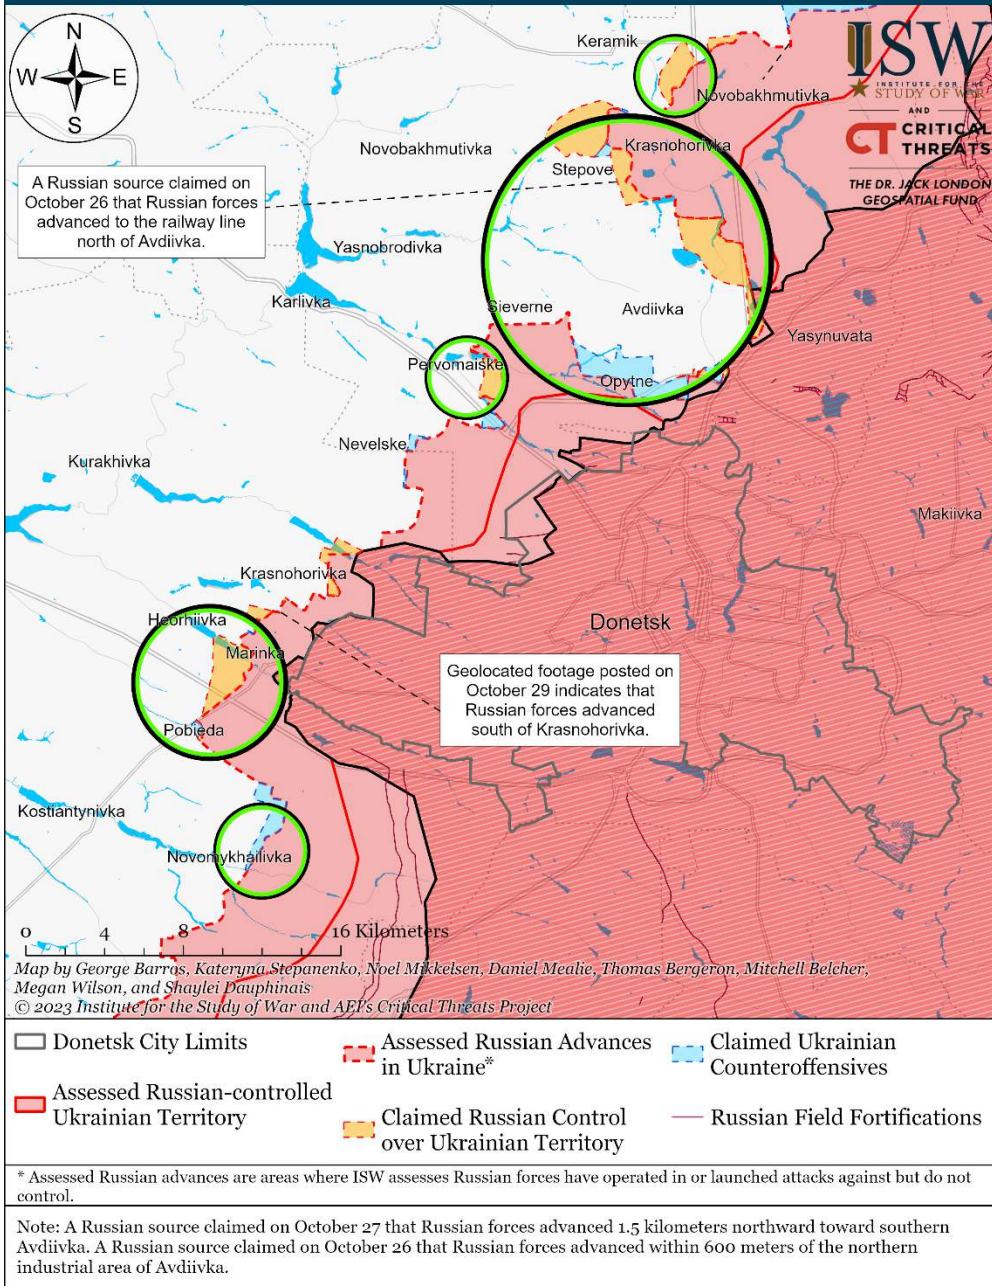 N
W E
S
Keramik
ISW
INSTITUTE FOR THE
STUDY OF WAR
AND
CT CRITICAL
THREATS
THE DR. JACK LONDON
GEOSPATIAL FUND
Novobakhmutivka
Novobakhmutivka
Krasnohorivka
Stepove
A Russian source claimed on
October 26 that Russian forces
advanced to the railway line
north of Avdiivka.
Yasnobrodivka
Karlivka
Sieverne
Avdiivka
Yasynuvata
Pervomaiske
Opytne
Nevelske
Kurakhivka
Makiivka
Krasnohorivka
Heorhiivka
Donetsk
Marinka
Geolocated footage posted on
October 29 indicates that
Russian forces advanced
south of Krasnohorivka.
Pobieda
Kostiantynivka
Novomykhailivka
0 4 8 16 Kilometers
Map by George Barros, Kateryna Stepanenko, Noel Mikkelsen, Daniel Mealie, Thomas Bergeron, Mitchell Belcher,
Megan Wilson, and Shaylei Dauphinais
© 2023 Institute for the Study of War and AEI's Critical Threats Project
Donetsk City Limits
Assessed Russian-controlled
Ukrainian Territory
Assessed Russian Advances
in Ukraine*
Claimed Russian Control
over Ukrainian Territory
Claimed Ukrainian
Counteroffensives
Russian Field Fortifications
* Assessed Russian advances are areas where ISW assesses Russian forces have operated in or launched attacks against but do not
control.
Note: A Russian source claimed on October 27 that Russian forces advanced 1.5 kilometers northward toward southern
Avdiivka. A Russian source claimed on October 26 that Russian forces advanced within 600 meters of the northern
industrial area of Avdiivka.